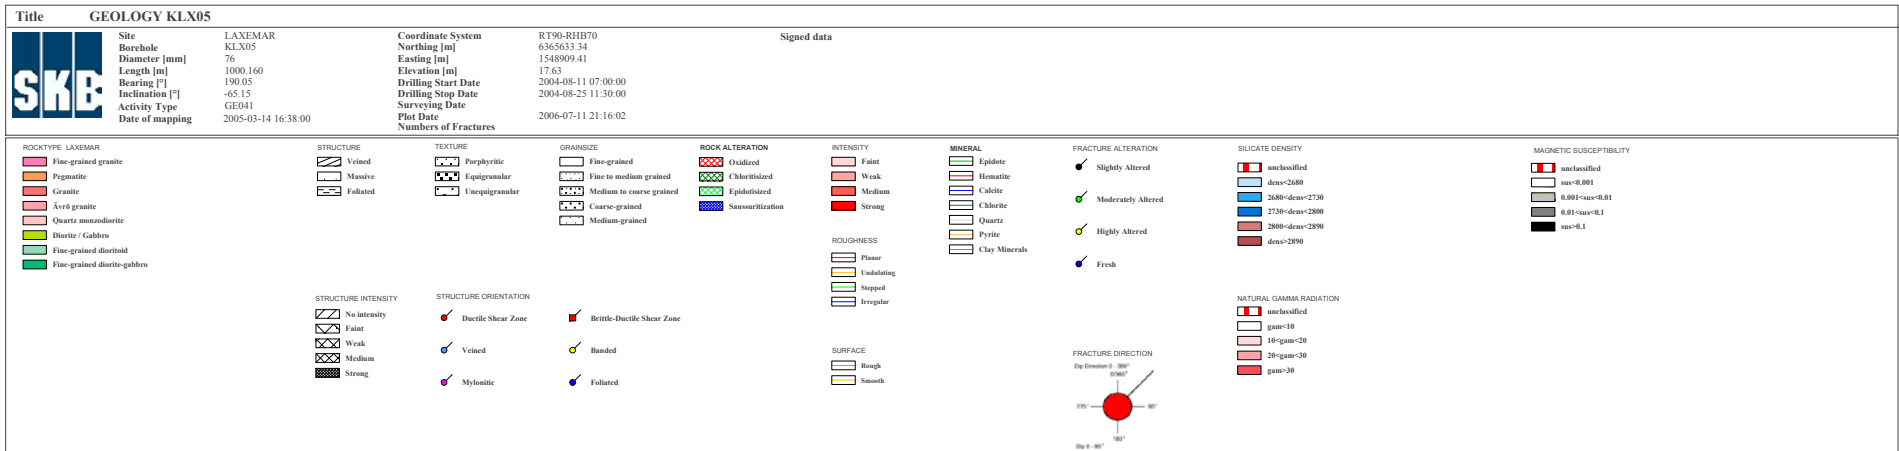 Title GEOLOGY KLX05
SKB
Site LAXEMAR
Borehole KLX05
Diameter [mm] 76
Length [m] 1000.160
Bearing [°] 190.05
Inclination [°] -65.15
Activity Type GE041
Date of mapping 2005-03-14 16:38:00
Coordinate System RT90-RHB70
Northing [m] 6365633.34
Easting [m] 1548909.41
Elevation [m] 17.63
Drilling Start Date 2004-08-11 07:00:00
Drilling Stop Date 2004-08-25 11:30:00
Surveying Date
Plot Date 2006-07-11 21:16:02
Numbers of Fractures
Signed data
ROCKTYPE LAXEMAR
Fine-grained granite
Pegmatite
Granite
Ävrö granite
Quartz monzodiorite
Diorite / Gabbro
Fine-grained dioritoid
Fine-grained diorite-gabbro
STRUCTURE
Veined
Massive
Foliated
TEXTURE
Porphyritic
Equigranular
Unequigranular
GRAINSIZE
Fine-grained
Fine to medium grained
Medium to coarse grained
Coarse-grained
Medium-grained
ROCK ALTERATION
Oxidized
Chloritisized
Epidotisized
Saussuritization
INTENSITY
Faint
Weak
Medium
Strong
MINERAL
Epidote
Hematite
Calcite
Chlorite
Quartz
Pyrite
Clay Minerals
FRACTURE ALTERATION
Slightly Altered
Moderately Altered
Highly Altered
Fresh
SILICATE DENSITY
unclassified
dens<2680
2680<dens<2730
2730<dens<2800
2800<dens<2890
dens>2890
MAGNETIC SUSCEPTIBILITY
unclassified
sus<0.001
0.001<sus<0.01
0.01<sus<0.1
sus>0.1
ROUGHNESS
Planar
Undulating
Stepped
Irregular
STRUCTURE INTENSITY
No intensity
Faint
Weak
Medium
Strong
STRUCTURE ORIENTATION
Ductile Shear Zone
Veined
Mylonitic
Brittle-Ductile Shear Zone
Banded
Foliated
SURFACE
Rough
Smooth
NATURAL GAMMA RADIATION
unclassified
gam<10
10<gam<20
20<gam<30
gam>30
FRACTURE DIRECTION
Dip Direction 0 - 360°
0/360°
270° 90°
180°
Dip 0 - 90°